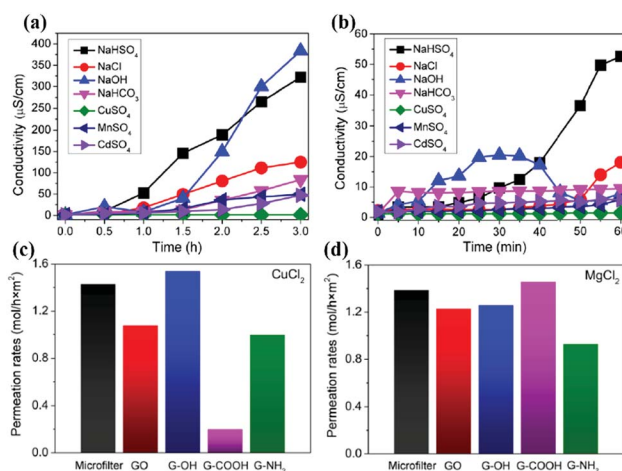 (a)
NaHSO₄
NaCl
NaOH
NaHCO₃
CuSO₄
MnSO₄
CdSO₄
Conductivity (μS/cm)
400
350
300
250
200
150
100
50
0
0.0 0.5 1.0 1.5 2.0 2.5 3.0
Time (h)
(b)
NaHSO₄
NaCl
NaOH
NaHCO₃
CuSO₄
MnSO₄
CdSO₄
Conductivity (μS/cm)
60
50
40
30
20
10
0
0 10 20 30 40 50 60
Time (min)
(c)
CuCl₂
Permeation rates (mol/h×m²)
1.6
1.2
0.8
0.4
0.0
Microfilter GO G-OH G-COOH G-NH₂
(d)
MgCl₂
Permeation rates (mol/h×m²)
1.6
1.2
0.8
0.4
0.0
Microfilter GO G-OH G-COOH G-NH₂